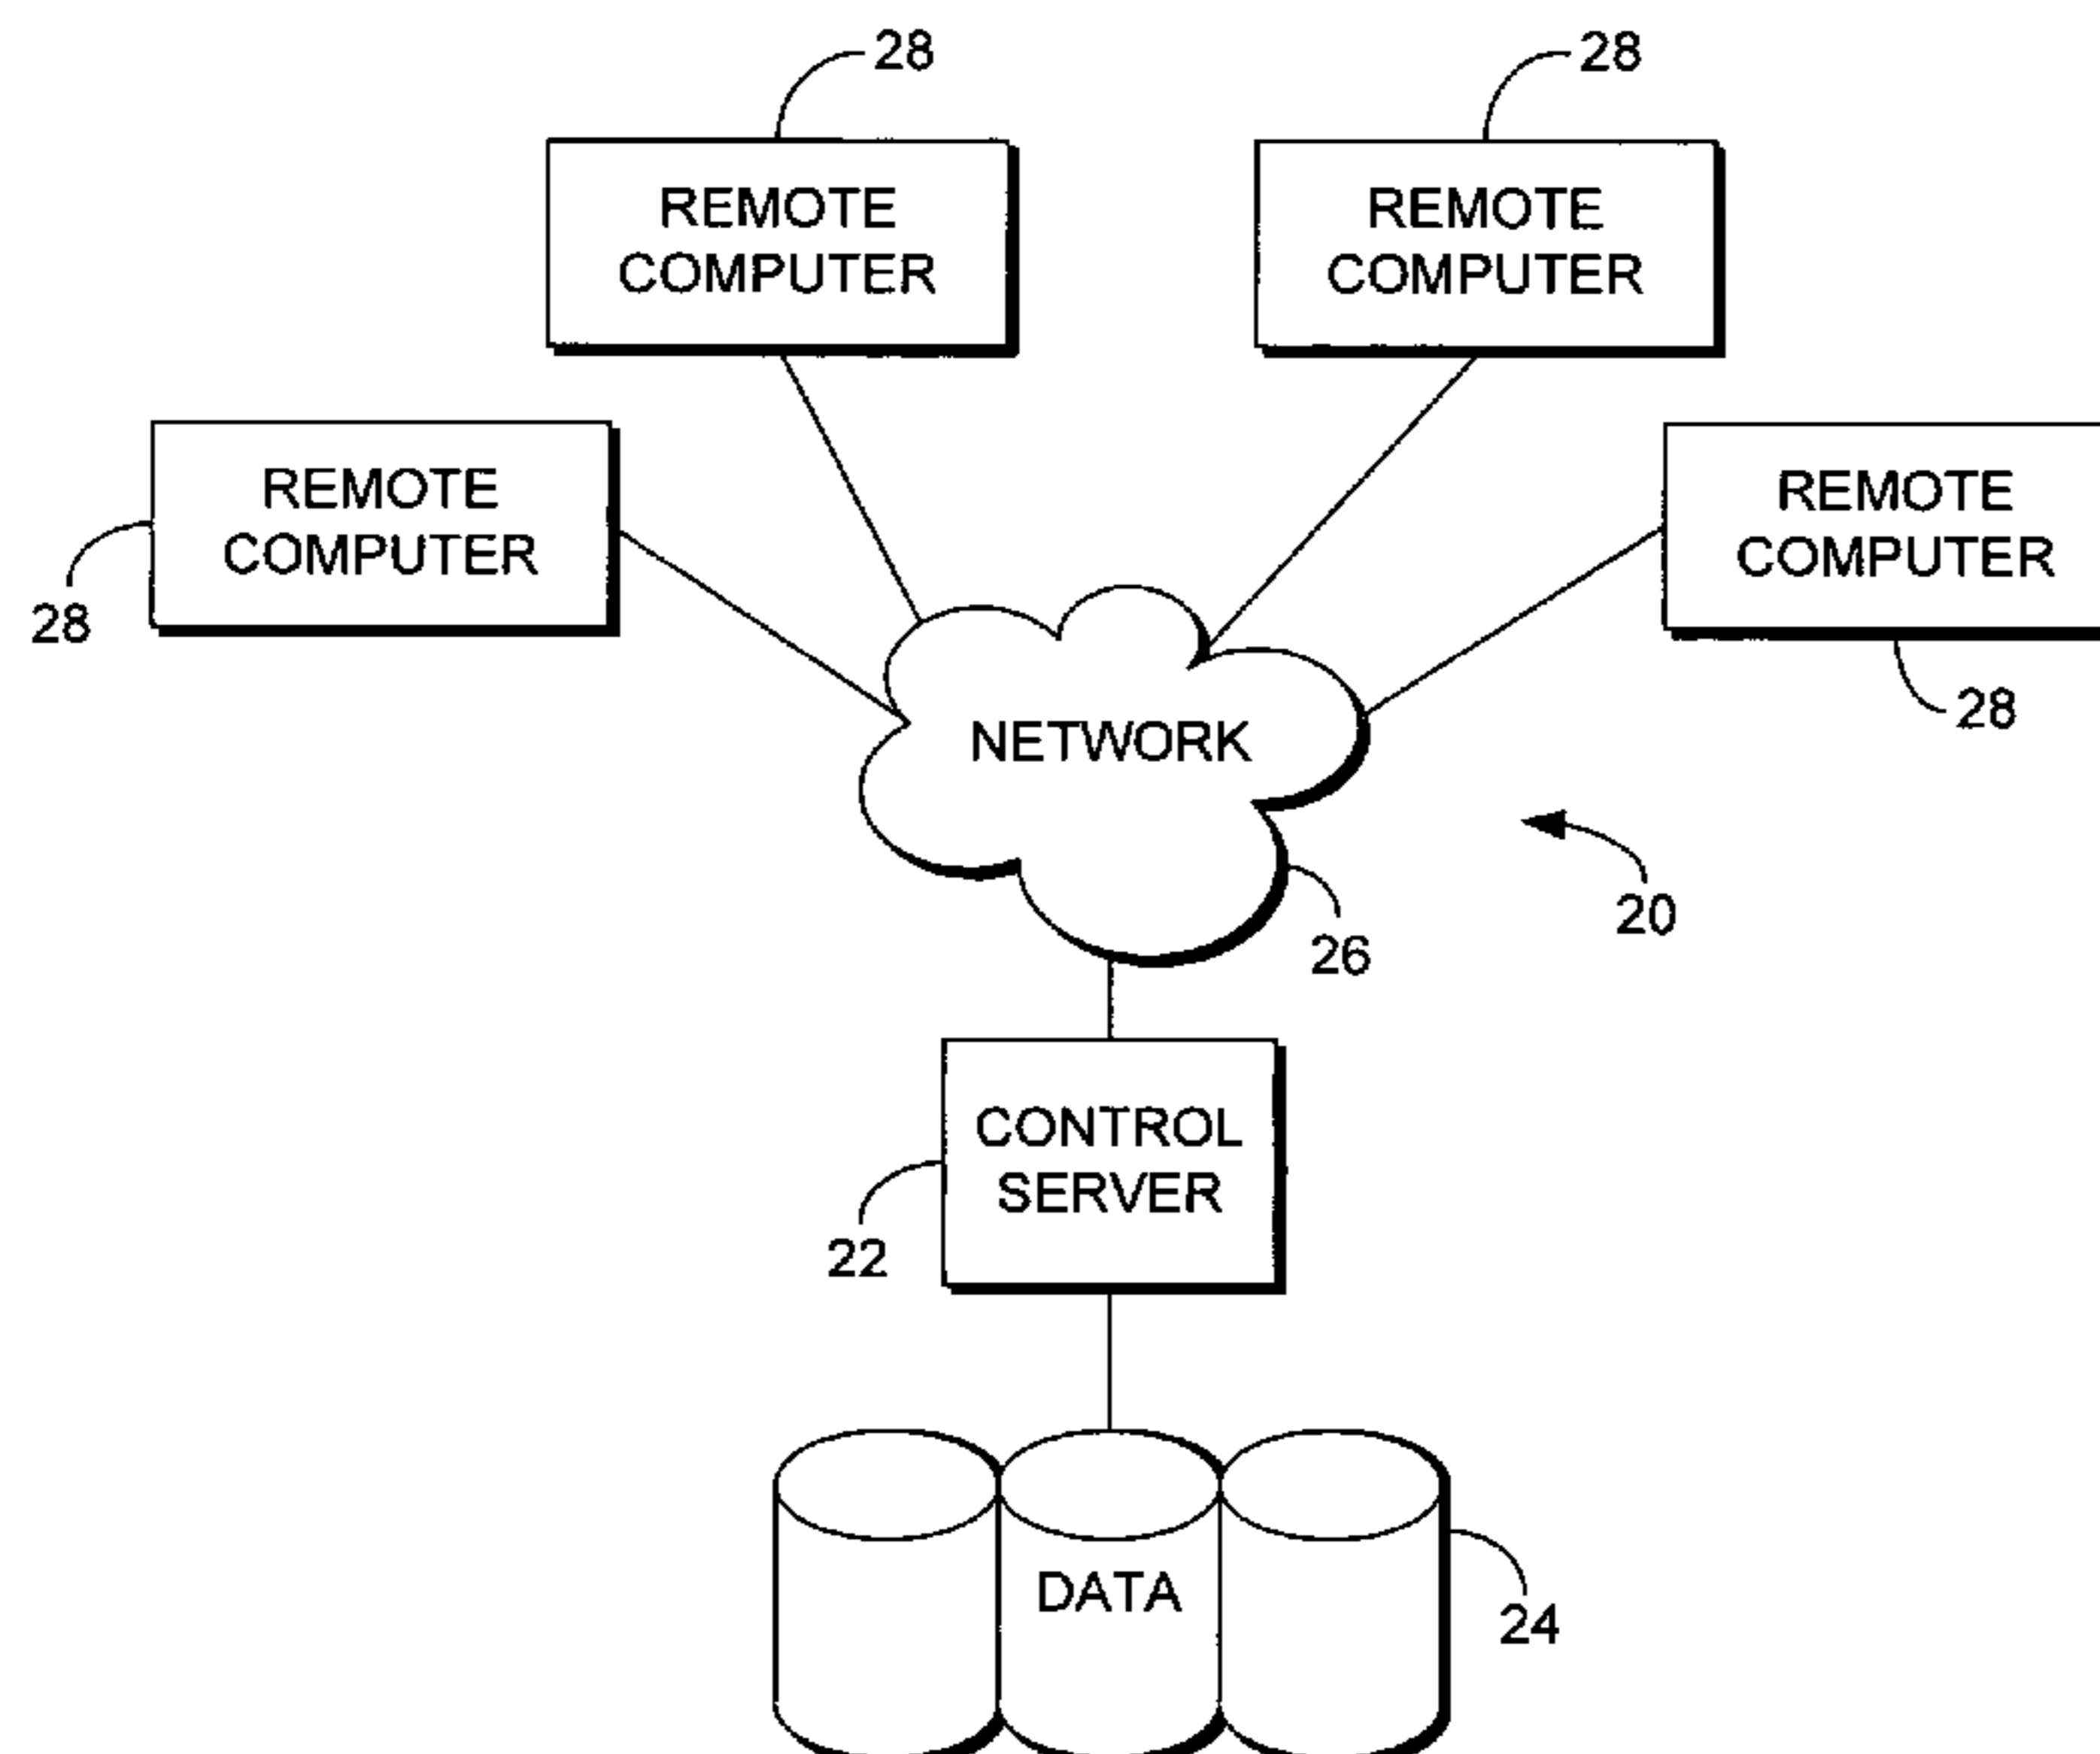 28
28
REMOTE
COMPUTER
REMOTE
COMPUTER
REMOTE
COMPUTER
REMOTE
COMPUTER
28
28
NETWORK
20
26
CONTROL
SERVER
22
DATA
24